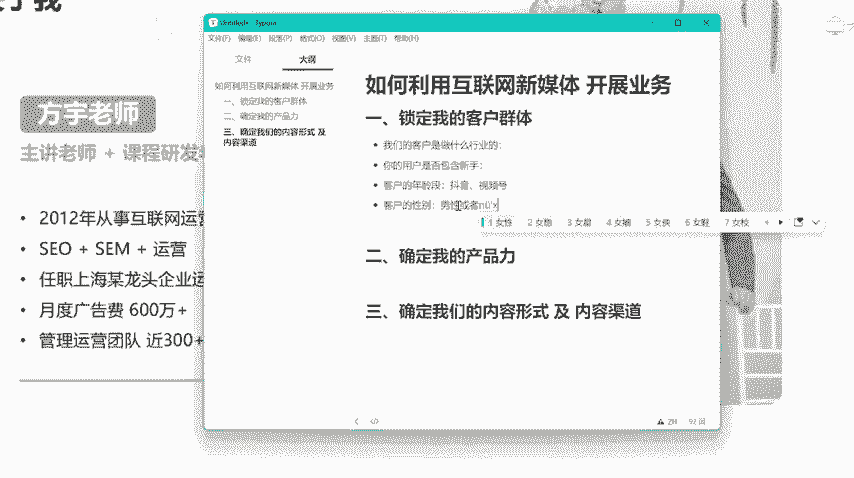 方宇老师
主讲老师 + 课程研发
• 2012年从事互联网运营
• SEO + SEM + 运营
• 任职上海某龙头企业运
• 月度广告费 600万+
• 管理运营团队 近300+
Untitled• - Typora
文件(F) 编辑(E) 段落(P) 格式(O) 视图(V) 主题(T) 帮助(H)
文件 大纲
如何利用互联网新媒体 开展业务
一、锁定我的客户群体
二、确定我的产品力
三、确定我们的内容形式 及
内容渠道
如何利用互联网新媒体 开展业务
一、锁定我的客户群体
• 我们的客户是做什么行业的:
• 你的用户是否包含新手:
• 客户的年龄段:抖音、视频号
• 客户的性别:男性或者nü'x
1 女性 2 女隐 3 女 4 女 5 女侠 6 女鞋 7 女校
二、确定我的产品力
三、确定我们的内容形式 及 内容渠道
92 词